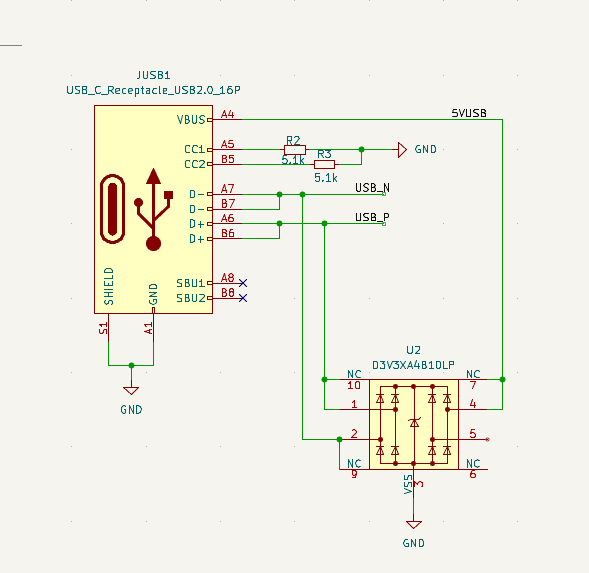 JUSB1
USB_C_Receptacle_USB2.0_16P
VBUS A4 5VUSB
CC1 A5 R2 5.1k GND
CC2 B5 R3 5.1k
D- A7 USB_N
D- B7
D+ A6 USB_P
D+ B6
SBU1 A8
SBU2 B8
SHIELD GND
S1 A1
GND
U2
D3V3XA4B10LP
NC NC
10 7
1 4
2 5
NC NC
9 6
VSS 3
GND